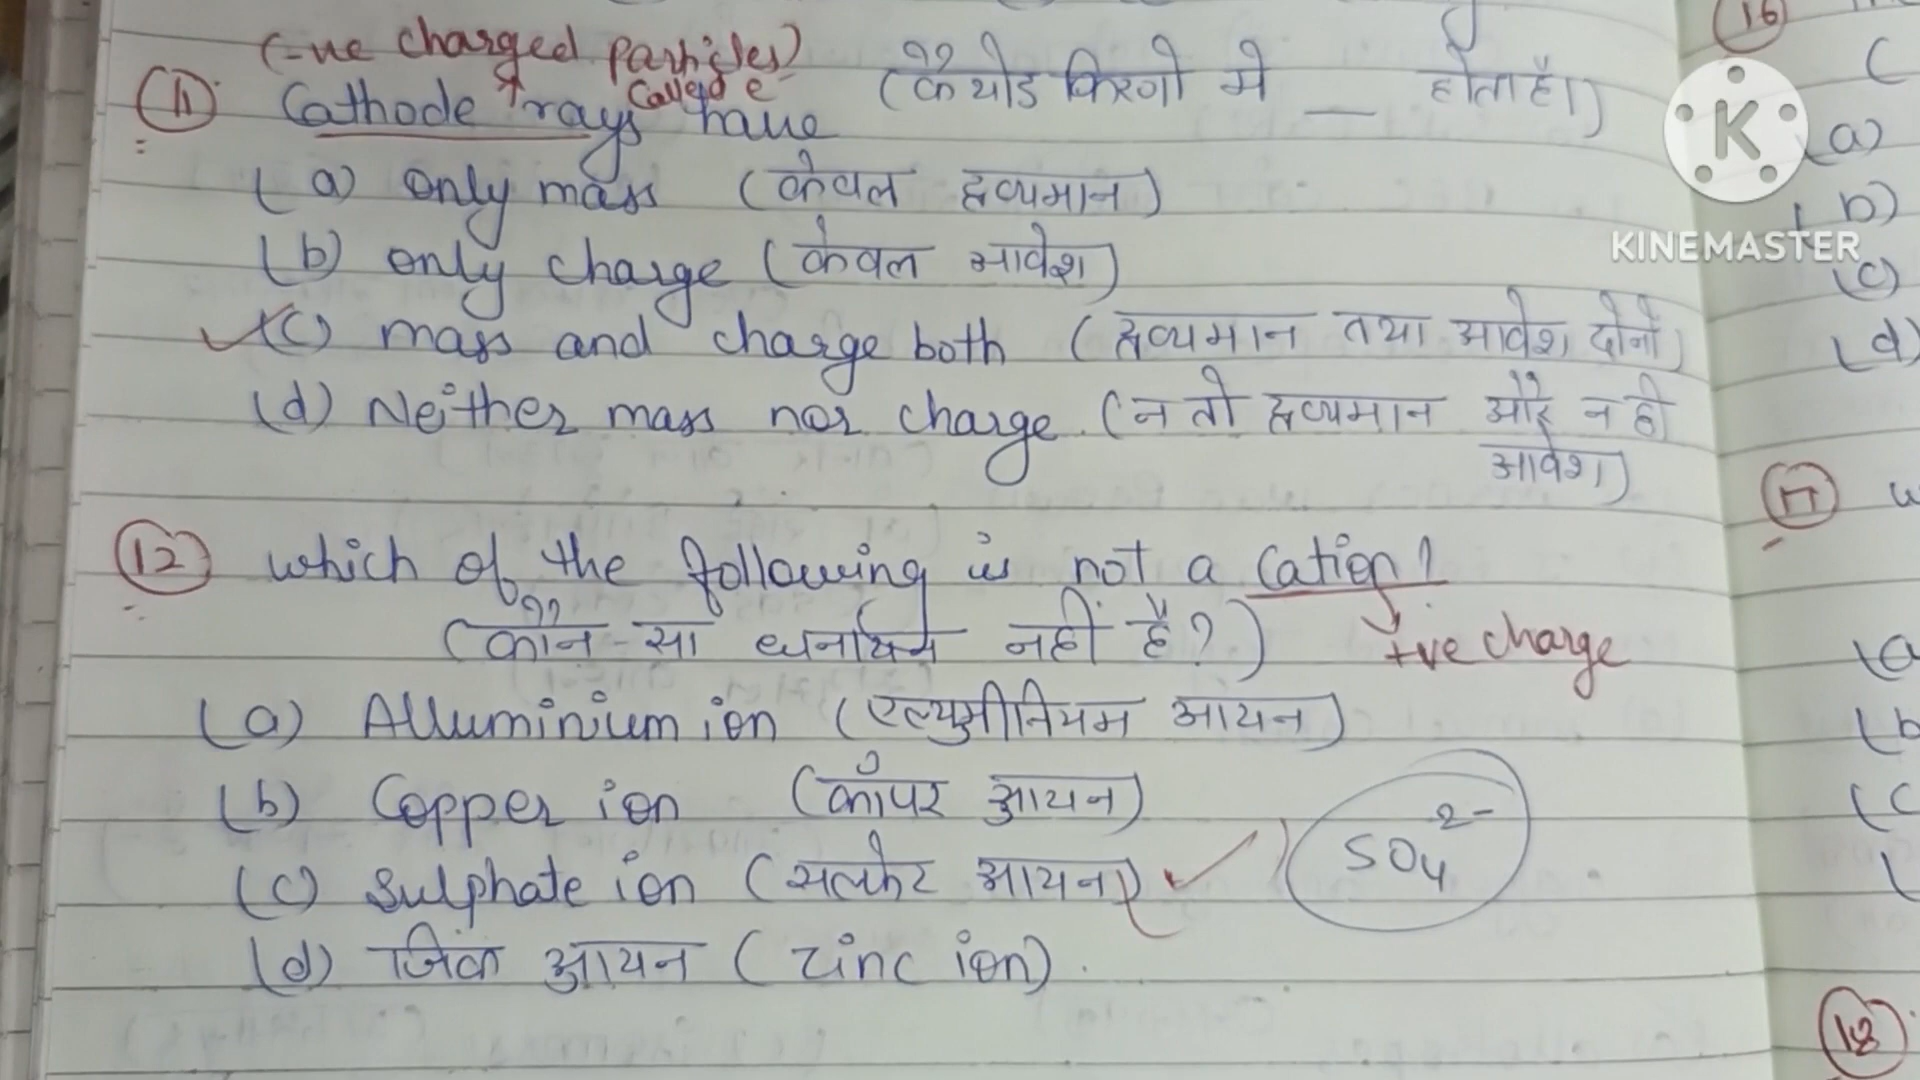 (-ve charged particles)
called e⁻
(11) Cathode rays have (कैथोड किरणों में __ होता है।)
(a) only mass (केवल द्रव्यमान)
(b) only charge (केवल आवेश)
(c) mass and charge both (द्रव्यमान तथा आवेश दोनों)
(d) Neither mass nor charge (न तो द्रव्यमान और न ही
आवेश)
(12) which of the following is not a cation?
(कौन-सा धनायन नहीं है?) +ve charge
(a) Alluminium ion (एल्युमीनियम आयन)
(b) Copper ion (कॉपर आयन)
(c) Sulphate ion (सल्फेट आयन) SO₄²⁻
(d) जिंक आयन (zinc ion).
16
(
(a)
(b)
(c)
(d)
17
(a
(b
(c
(
18
K
KINEMASTER